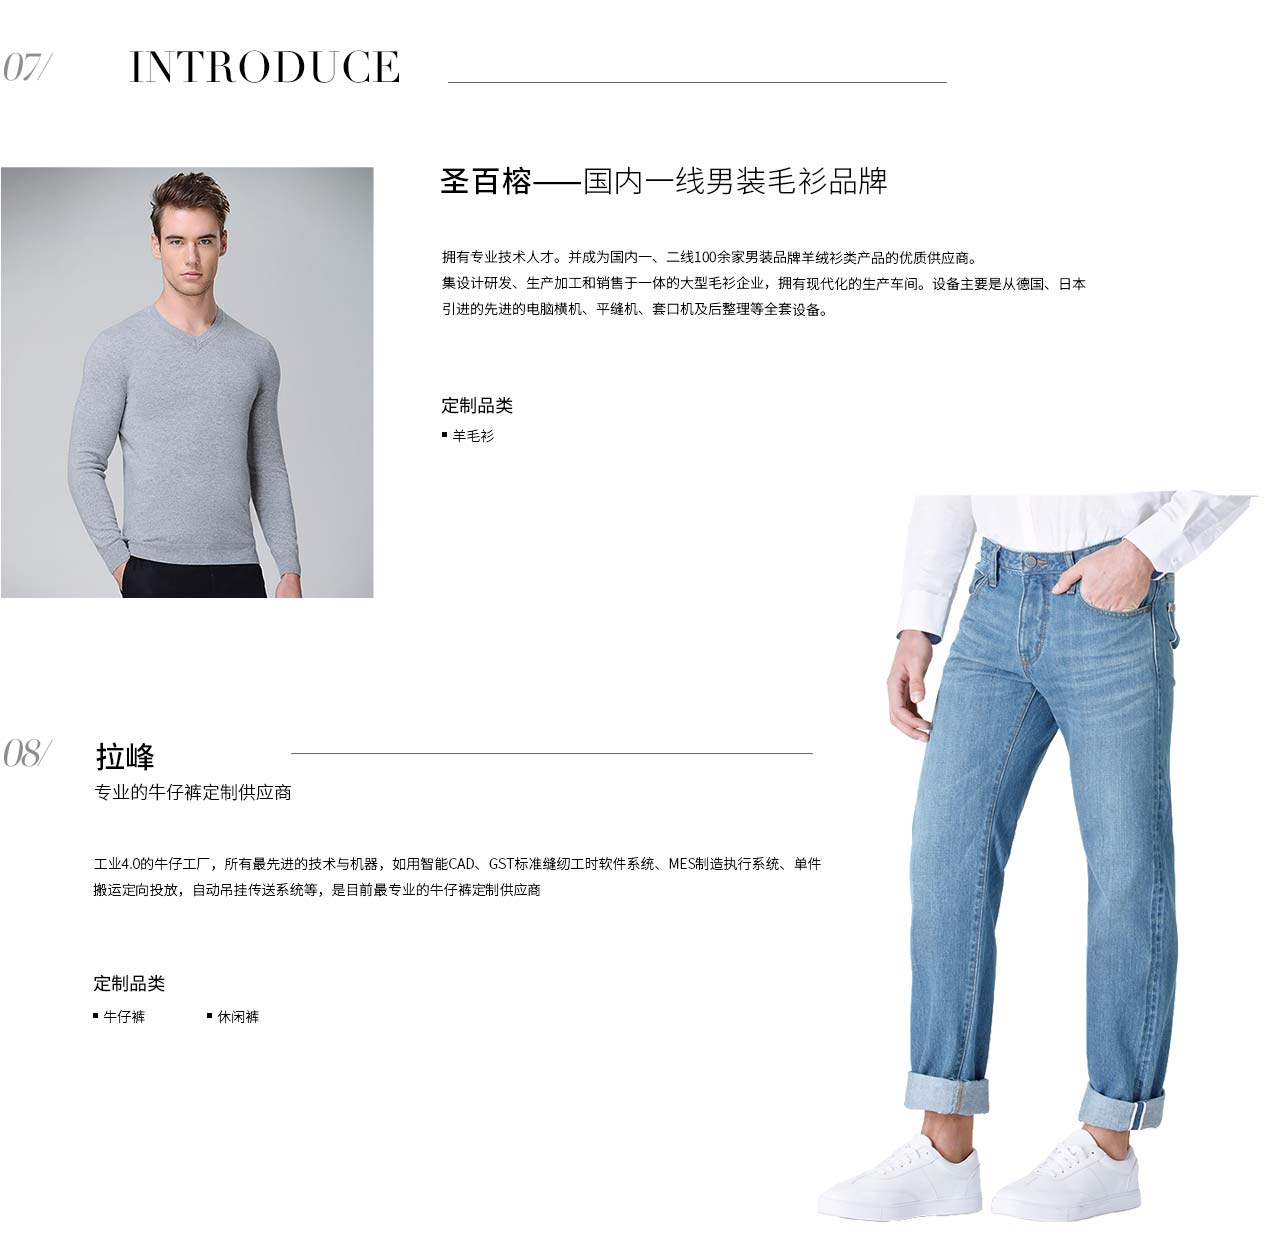 07/
INTRODUCE
圣百榕——国内一线男装毛衫品牌
拥有专业技术人才。并成为国内一、二线100余家男装品牌羊绒衫类产品的优质供应商。
集设计研发、生产加工和销售于一体的大型毛衫企业，拥有现代化的生产车间。设备主要是从德国、日本
引进的先进的电脑横机、平缝机、套口机及后整理等全套设备。
定制品类
▪ 羊毛衫
08/
拉峰
专业的牛仔裤定制供应商
工业4.0的牛仔工厂，所有最先进的技术与机器，如用智能CAD、GST标准缝纫工时软件系统、MES制造执行系统、单件
搬运定向投放，自动吊挂传送系统等，是目前最专业的牛仔裤定制供应商
定制品类
▪ 牛仔裤 ▪ 休闲裤